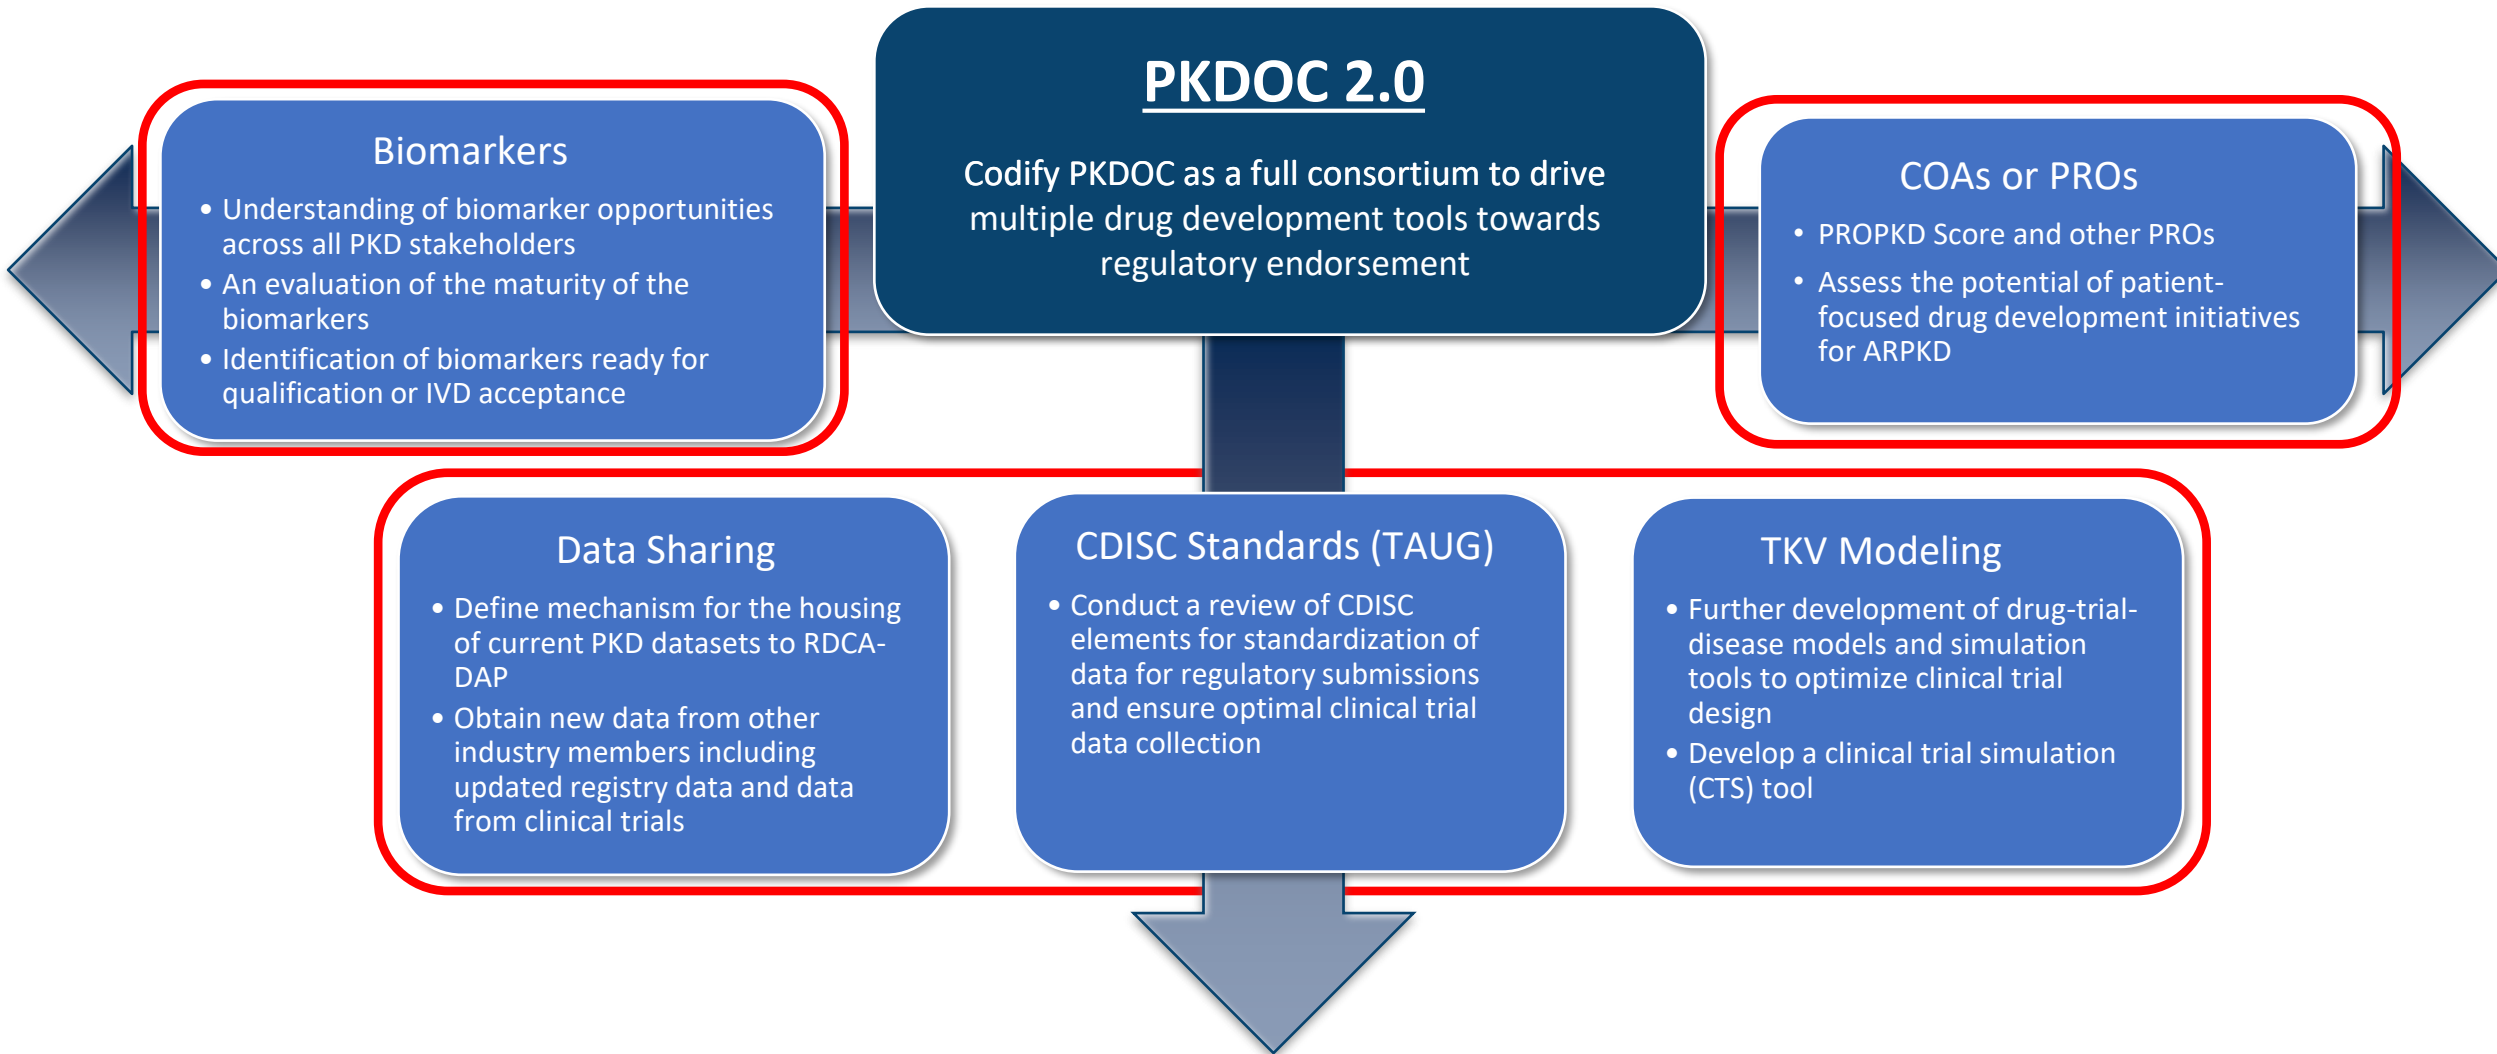 PKDOC 2.0
Codify PKDOC as a full consortium to drive
multiple drug development tools towards
regulatory endorsement
Biomarkers
• Understanding of biomarker opportunities
across all PKD stakeholders
• An evaluation of the maturity of the
biomarkers
• Identification of biomarkers ready for
qualification or IVD acceptance
COAs or PROs
• PROPKD Score and other PROs
• Assess the potential of patient-
focused drug development initiatives
for ARPKD
Data Sharing
• Define mechanism for the housing
of current PKD datasets to RDCA-
DAP
• Obtain new data from other
industry members including
updated registry data and data
from clinical trials
CDISC Standards (TAUG)
• Conduct a review of CDISC
elements for standardization of
data for regulatory submissions
and ensure optimal clinical trial
data collection
TKV Modeling
• Further development of drug-trial-
disease models and simulation
tools to optimize clinical trial
design
• Develop a clinical trial simulation
(CTS) tool